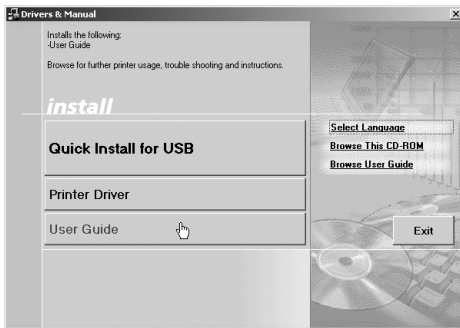 Drivers & Manual
Installs the following:
-User Guide
Browse for further printer usage, trouble shooting and instructions.
install
Quick Install for USB
Printer Driver
User Guide
Select Language
Browse This CD-ROM
Browse User Guide
Exit